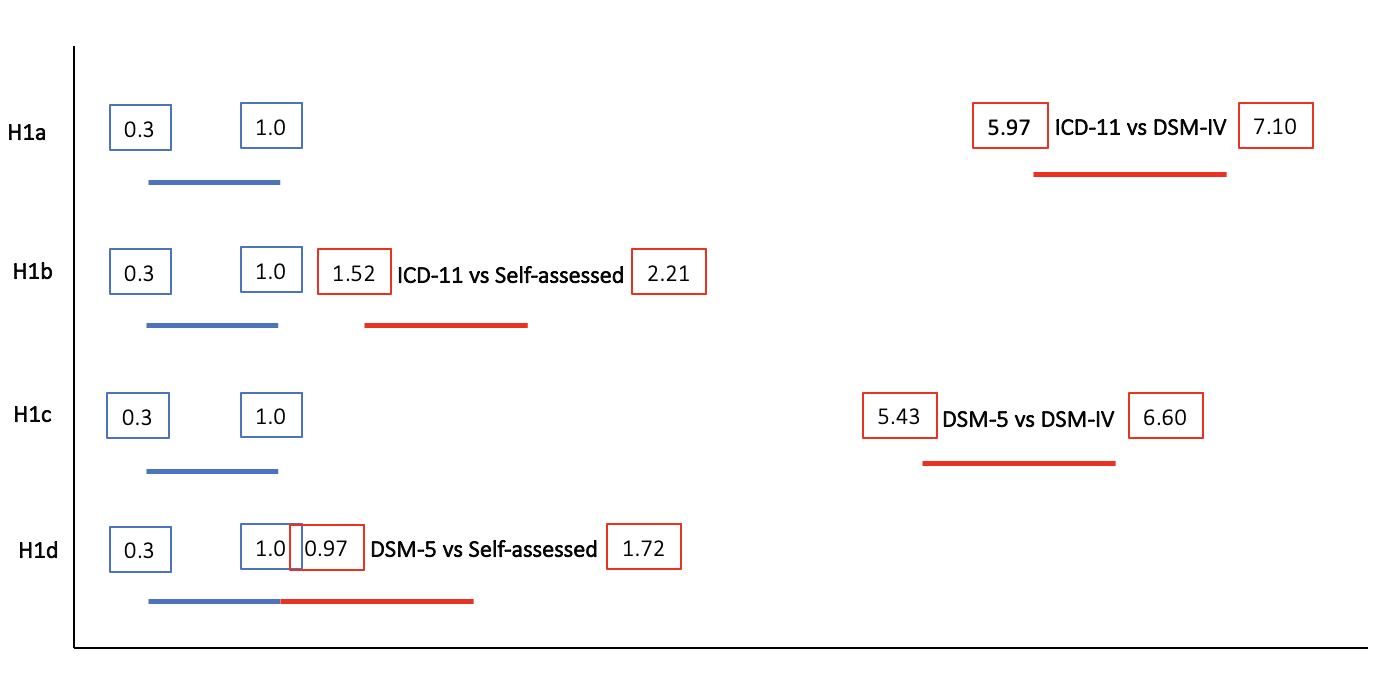 H1a 0.3 1.0 5.97 ICD-11 vs DSM-IV 7.10
H1b 0.3 1.0 1.52 ICD-11 vs Self-assessed 2.21
H1c 0.3 1.0 5.43 DSM-5 vs DSM-IV 6.60
H1d 0.3 1.0 0.97 DSM-5 vs Self-assessed 1.72